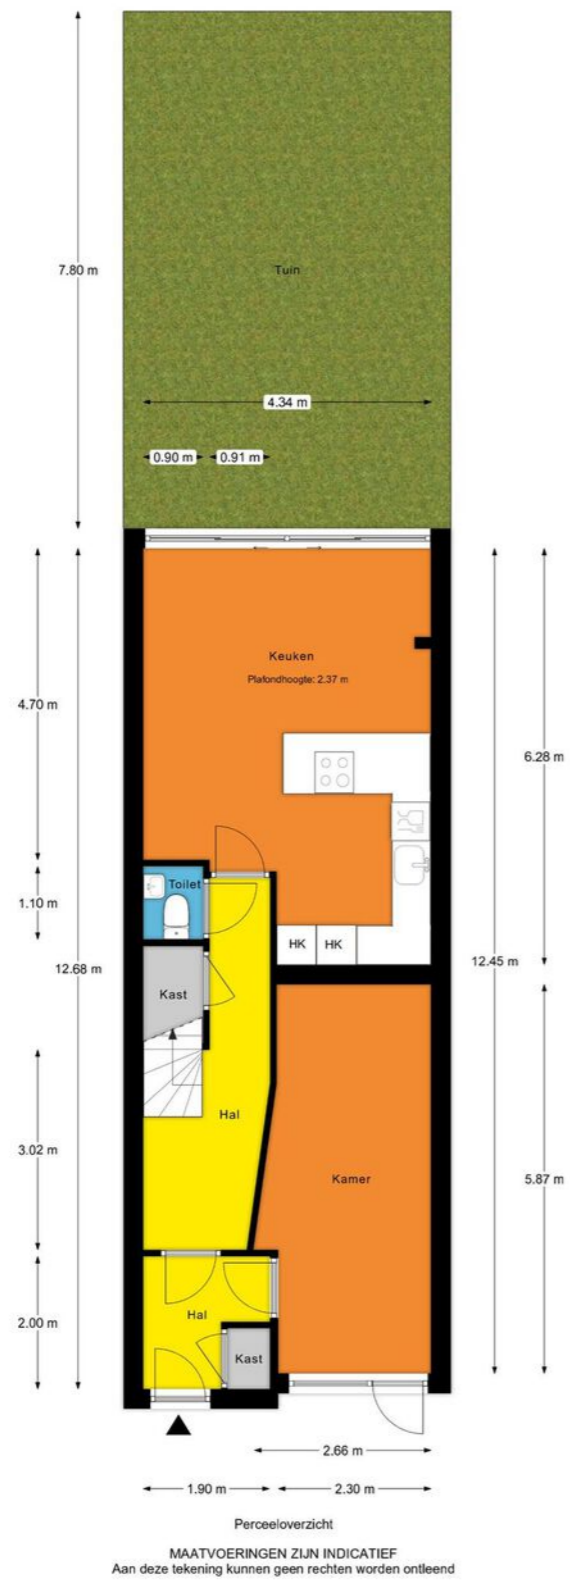 7.80 m
Tuin
4.34 m
0.90 m
0.91 m
Keuken
Plafondhoogte: 2.37 m
4.70 m
6.28 m
Toilet
1.10 m
HK
HK
12.68 m
12.45 m
Kast
Hal
3.02 m
Kamer
5.87 m
Hal
2.00 m
Kast
2.66 m
1.90 m
2.30 m
Perceeloverzicht
MAATVOERINGEN ZIJN INDICATIEF
Aan deze tekening kunnen geen rechten worden ontleend